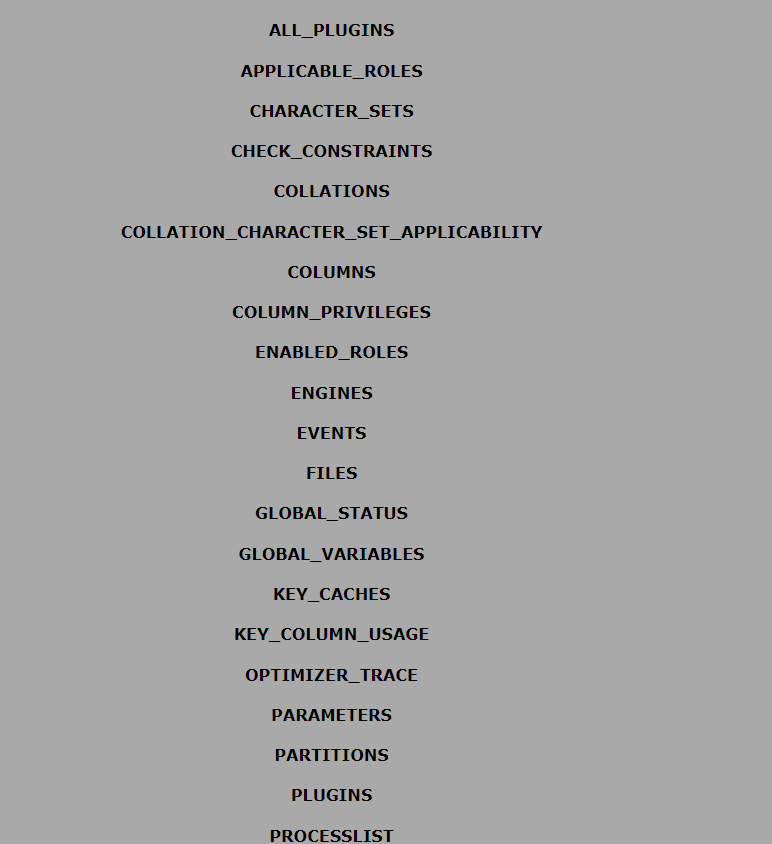 ALL_PLUGINS
APPLICABLE_ROLES
CHARACTER_SETS
CHECK_CONSTRAINTS
COLLATIONS
COLLATION_CHARACTER_SET_APPLICABILITY
COLUMNS
COLUMN_PRIVILEGES
ENABLED_ROLES
ENGINES
EVENTS
FILES
GLOBAL_STATUS
GLOBAL_VARIABLES
KEY_CACHES
KEY_COLUMN_USAGE
OPTIMIZER_TRACE
PARAMETERS
PARTITIONS
PLUGINS
PROCESSLIST